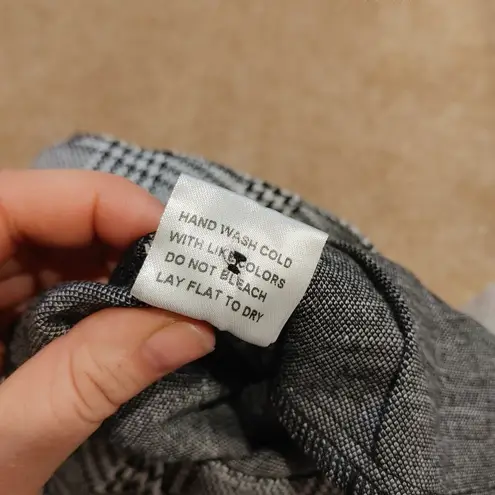 HAND WASH COLD
WITH LIKE COLORS
DO NOT BLEACH
LAY FLAT TO DRY